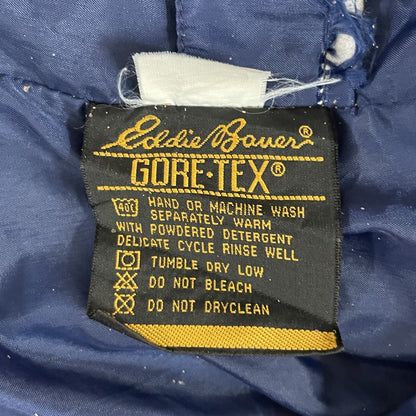 Eddie Bauer®
GORE-TEX®
40
HAND OR MACHINE WASH
SEPARATELY WARM
WITH POWDERED DETERGENT
DELICATE CYCLE RINSE WELL
TUMBLE DRY LOW
DO NOT BLEACH
DO NOT DRYCLEAN